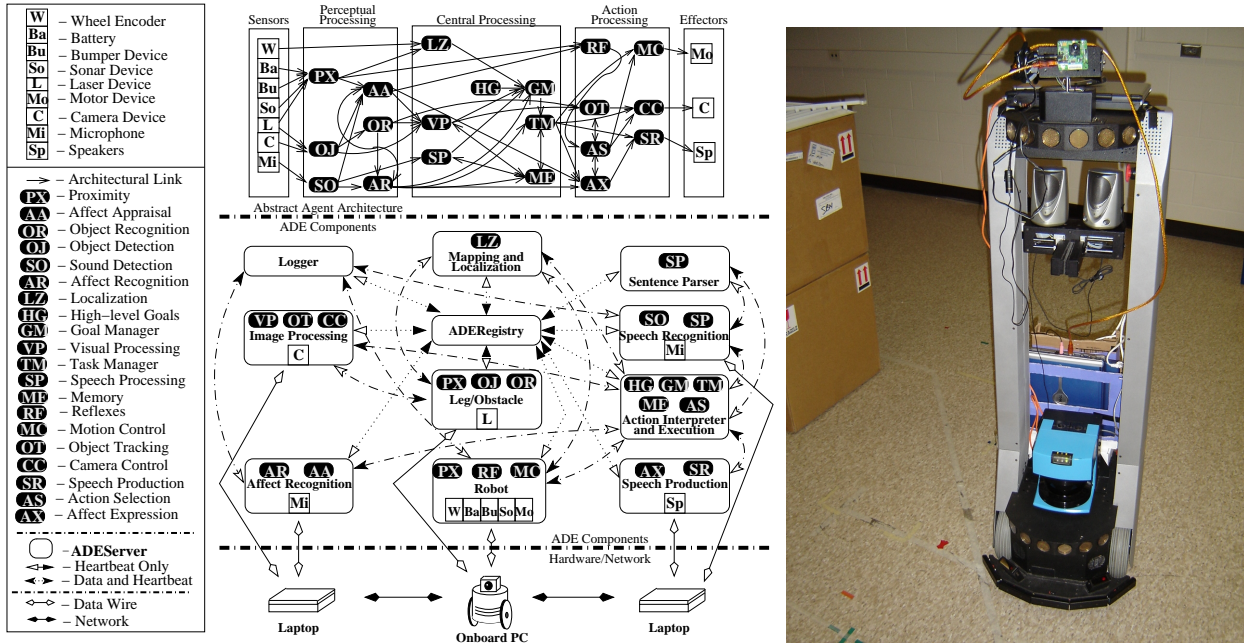 W – Wheel Encoder
Ba – Battery
Bu – Bumper Device
So – Sonar Device
L – Laser Device
Mo – Motor Device
C – Camera Device
Mi – Microphone
Sp – Speakers
– Architectural Link
PX – Proximity
AA – Affect Appraisal
OR – Object Recognition
OJ – Object Detection
SO – Sound Detection
AR – Affect Recognition
LZ – Localization
HG – High–level Goals
GM – Goal Manager
VP – Visual Processing
TM – Task Manager
SP – Speech Processing
ME – Memory
RF – Reflexes
MC – Motion Control
OT – Object Tracking
CC – Camera Control
SR – Speech Production
AS – Action Selection
AX – Affect Expression
– ADEServer
– Heartbeat Only
– Data and Heartbeat
– Data Wire
– Network
Sensors
Perceptual
Processing
Central Processing
Action
Processing
Effectors
W
Ba
Bu
So
L
C
Mi
PX
AA
OR
OJ
SO
AR
LZ
HG
GM
VP
TM
SP
ME
RF
MC
OT
CC
AS
SR
AX
Mo
C
Sp
Abstract Agent Architecture
ADE Components
Logger
LZ
Mapping and
Localization
SP
Sentence Parser
VP OT CC
Image Processing
C
ADERegistry
SO SP
Speech Recognition
Mi
PX OJ OR
Leg/Obstacle
L
HG GM TM
ME AS
Action Interpreter
and Execution
AR AA
Affect Recognition
Mi
PX RF MC
Robot
W Ba Bu So Mo
AX SR
Speech Production
Sp
ADE Components
Hardware/Network
Laptop
Onboard PC
Laptop